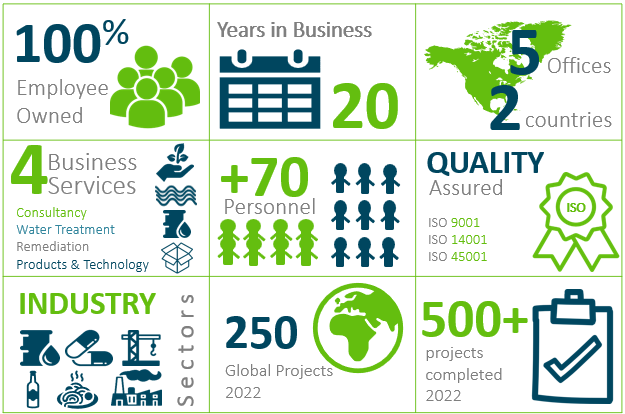 100%
Employee
Owned
Years in Business
20
5 Offices
2 countries
4 Business
Services
Consultancy
Water Treatment
Remediation
Products & Technology
+70
Personnel
QUALITY
Assured
ISO 9001
ISO 14001
ISO 45001
ISO
INDUSTRY
Sectors
250
Global Projects
2022
500+
projects
completed
2022